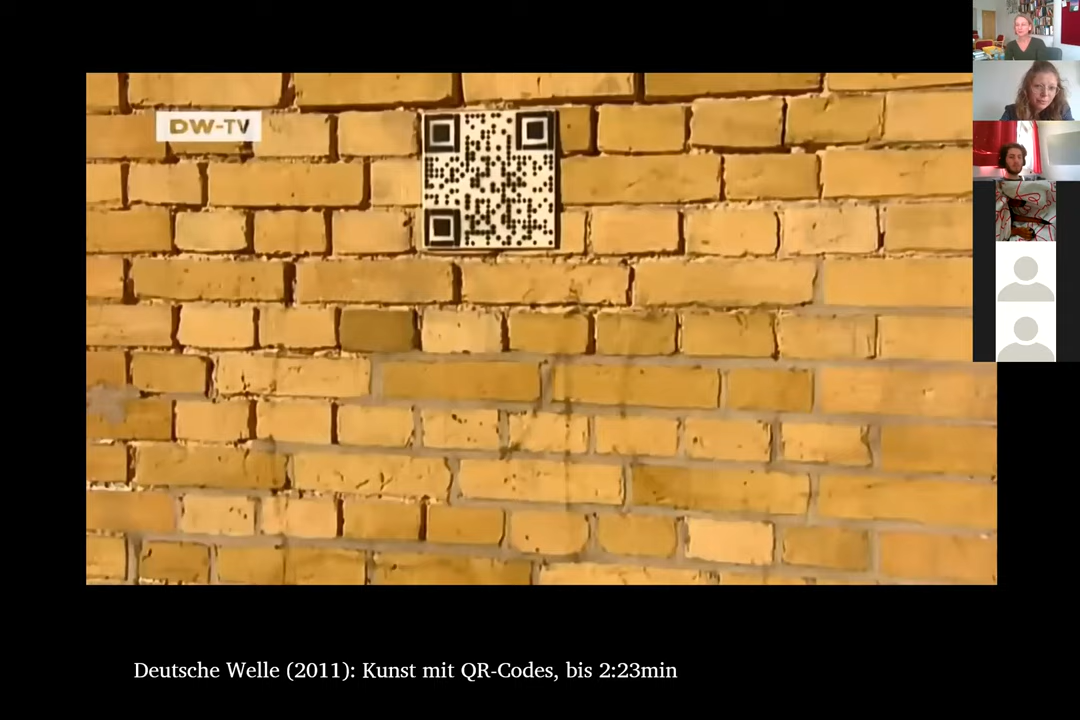 DW-TV
Deutsche Welle (2011): Kunst mit QR-Codes, bis 2:23min